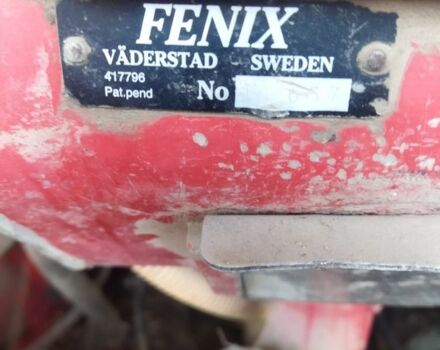 FENIX
VÄDERSTAD SWEDEN
417796
Pat.pend No